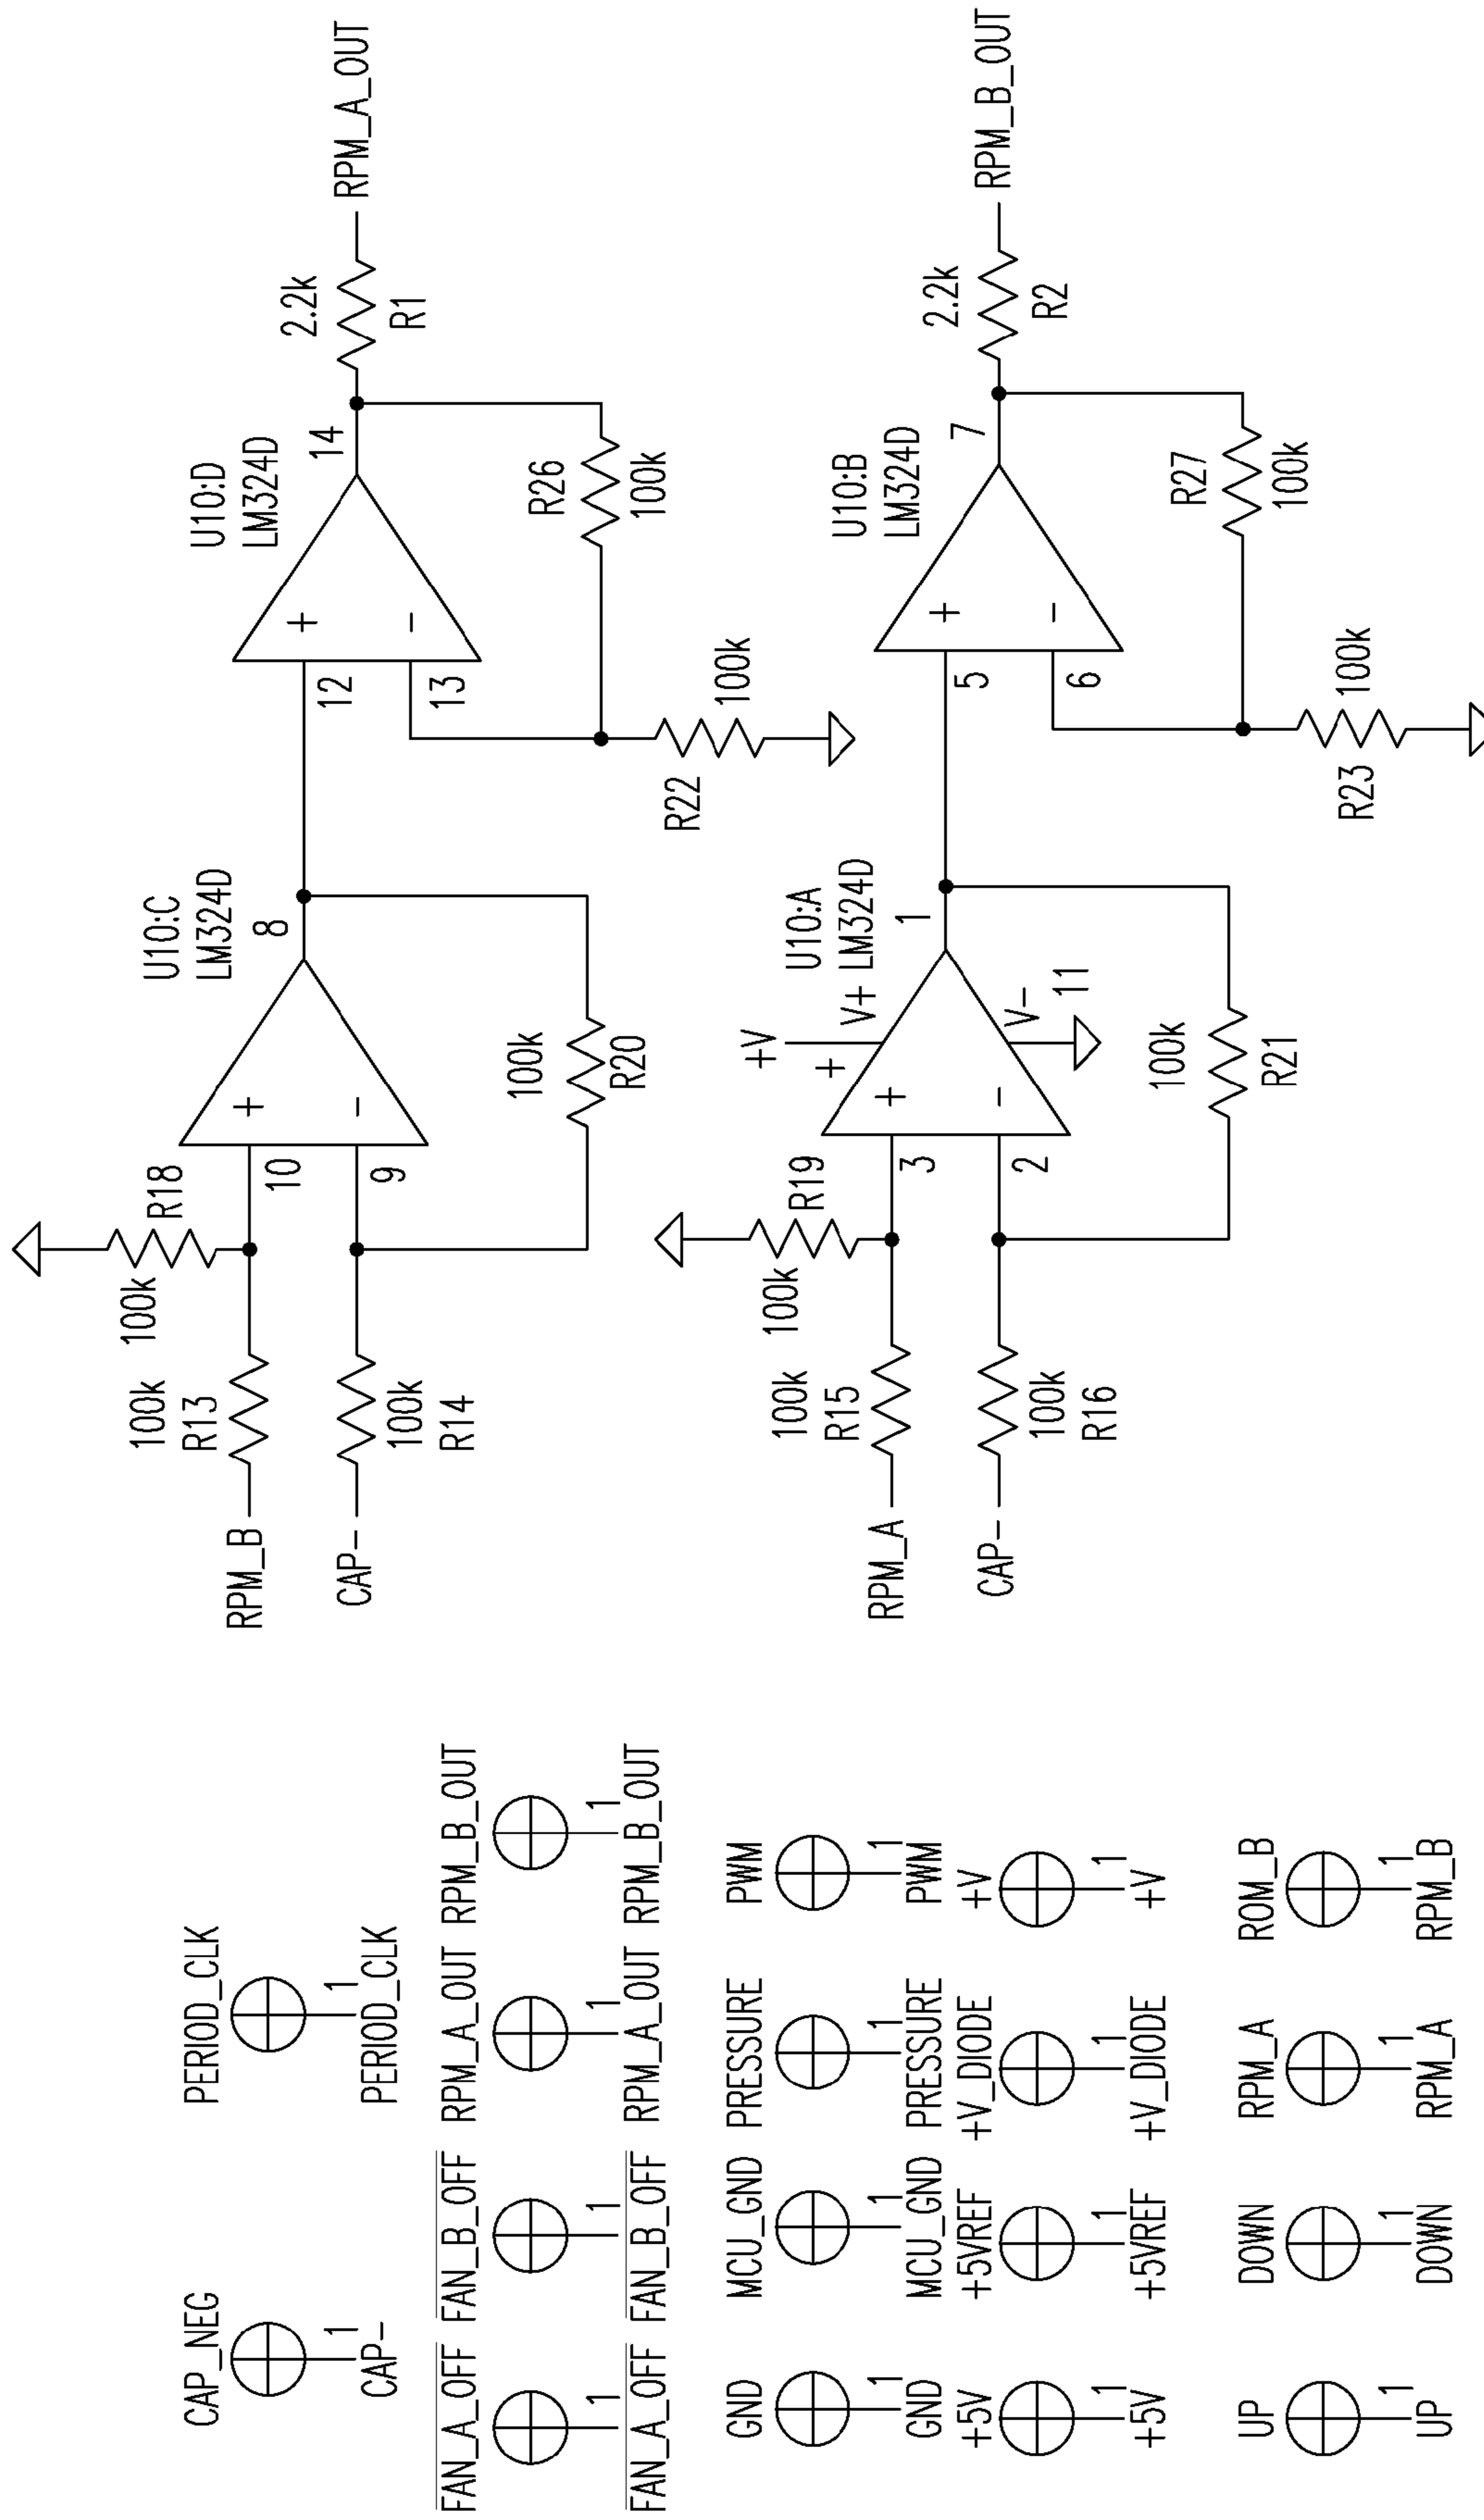 CAP_NEG
1
CAP-
PERIOD_CLK
1
PERIOD_CLK
FAN_A_OFF
1
FAN_A_OFF
FAN_B_OFF
1
FAN_B_OFF
RPM_A_OUT
1
RPM_A_OUT
RPM_B_OUT
1
RPM_B_OUT
GND
1
GND
MCU_GND
1
MCU_GND
PRESSURE
1
PRESSURE
PWM
1
PWM
+5V
1
+5V
+5VREF
1
+5VREF
+V_DIODE
1
+V_DIODE
+V
1
+V
UP
1
UP
DOWN
1
DOWN
RPM_A
1
RPM_A
ROM_B
1
RPM_B
RPM_B
100k
R13
CAP-
100k
R14
100k
R18
10
9
+
-
U10:C
LM324D
8
100k
R20
12
13
+
-
U10:D
LM324D
14
R26
100k
R22
100k
2.2k
R1
RPM_A_OUT
RPM_A
100k
R15
CAP-
100k
R16
100k
R19
3
2
+
-
+V
+
V+
V-
11
U10:A
LM324D
1
100k
R21
5
6
+
-
U10:B
LM324D
7
R27
100k
R23
100k
2.2k
R2
RPM_B_OUT